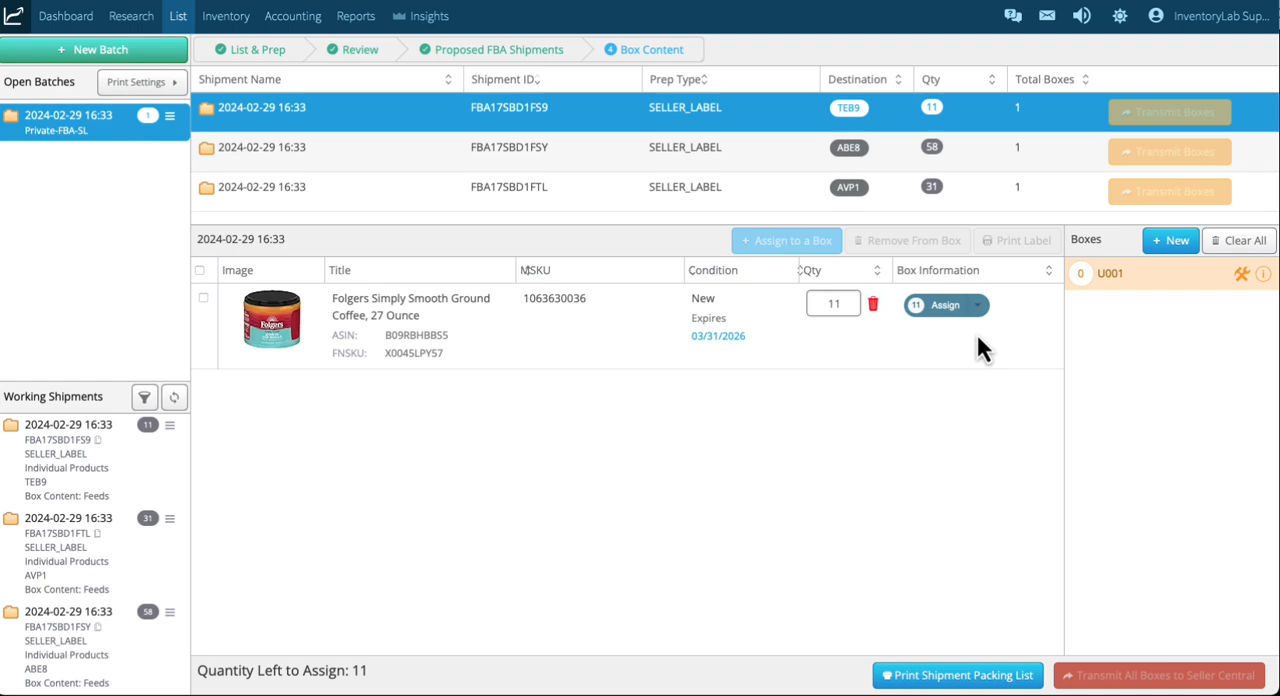 Dashboard Research List Inventory Accounting Reports Insights InventoryLab Sup...
+ New Batch
List & Prep Review Proposed FBA Shipments 4 Box Content
Open Batches Print Settings
Shipment Name Shipment ID Prep Type Destination Qty Total Boxes
2024-02-29 16:33 1
Private-FBA-SL
2024-02-29 16:33 FBA17SBD1FS9 SELLER_LABEL TEB9 11 1 Transmit Boxes
2024-02-29 16:33 FBA17SBD1FSY SELLER_LABEL ABE8 58 1 Transmit Boxes
2024-02-29 16:33 FBA17SBD1FTL SELLER_LABEL AVP1 31 1 Transmit Boxes
2024-02-29 16:33 + Assign to a Box Remove From Box Print Label Boxes + New Clear All
Image Title MSKU Condition Qty Box Information
0 U001
Folgers Simply Smooth Ground
Coffee, 27 Ounce
ASIN: B09RBHBBS5
FNSKU: X0045LPY57
Folgers
1063630036
New
Expires
03/31/2026
11
11 Assign
Working Shipments
2024-02-29 16:33 11
FBA17SBD1FS9
SELLER_LABEL
Individual Products
TEB9
Box Content: Feeds
2024-02-29 16:33 31
FBA17SBD1FTL
SELLER_LABEL
Individual Products
AVP1
Box Content: Feeds
2024-02-29 16:33 58
FBA17SBD1FSY
SELLER_LABEL
Individual Products
ABE8
Box Content: Feeds
Quantity Left to Assign: 11
Print Shipment Packing List
Transmit All Boxes to Seller Central